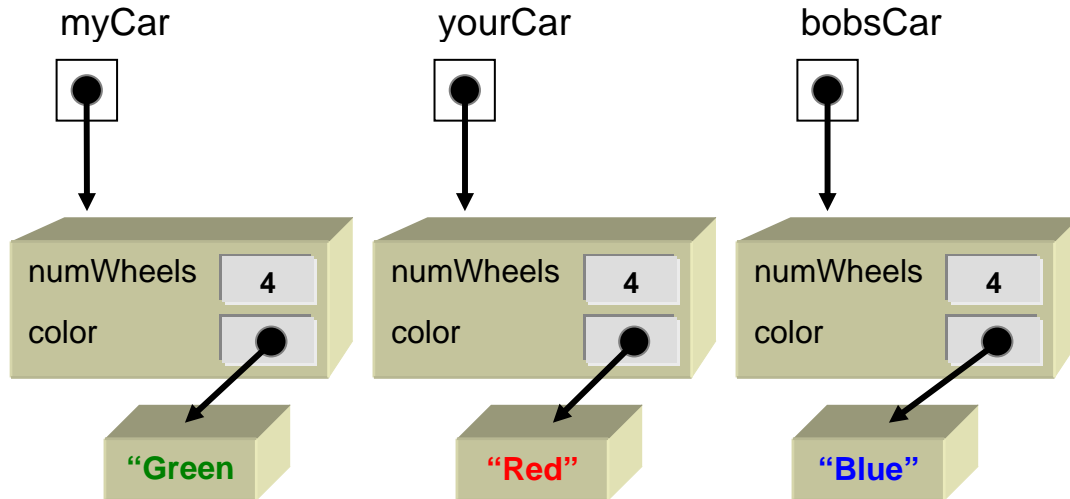 myCar yourCar bobsCar
numWheels 4 numWheels 4 numWheels 4
color color color
“Green “Red” “Blue”